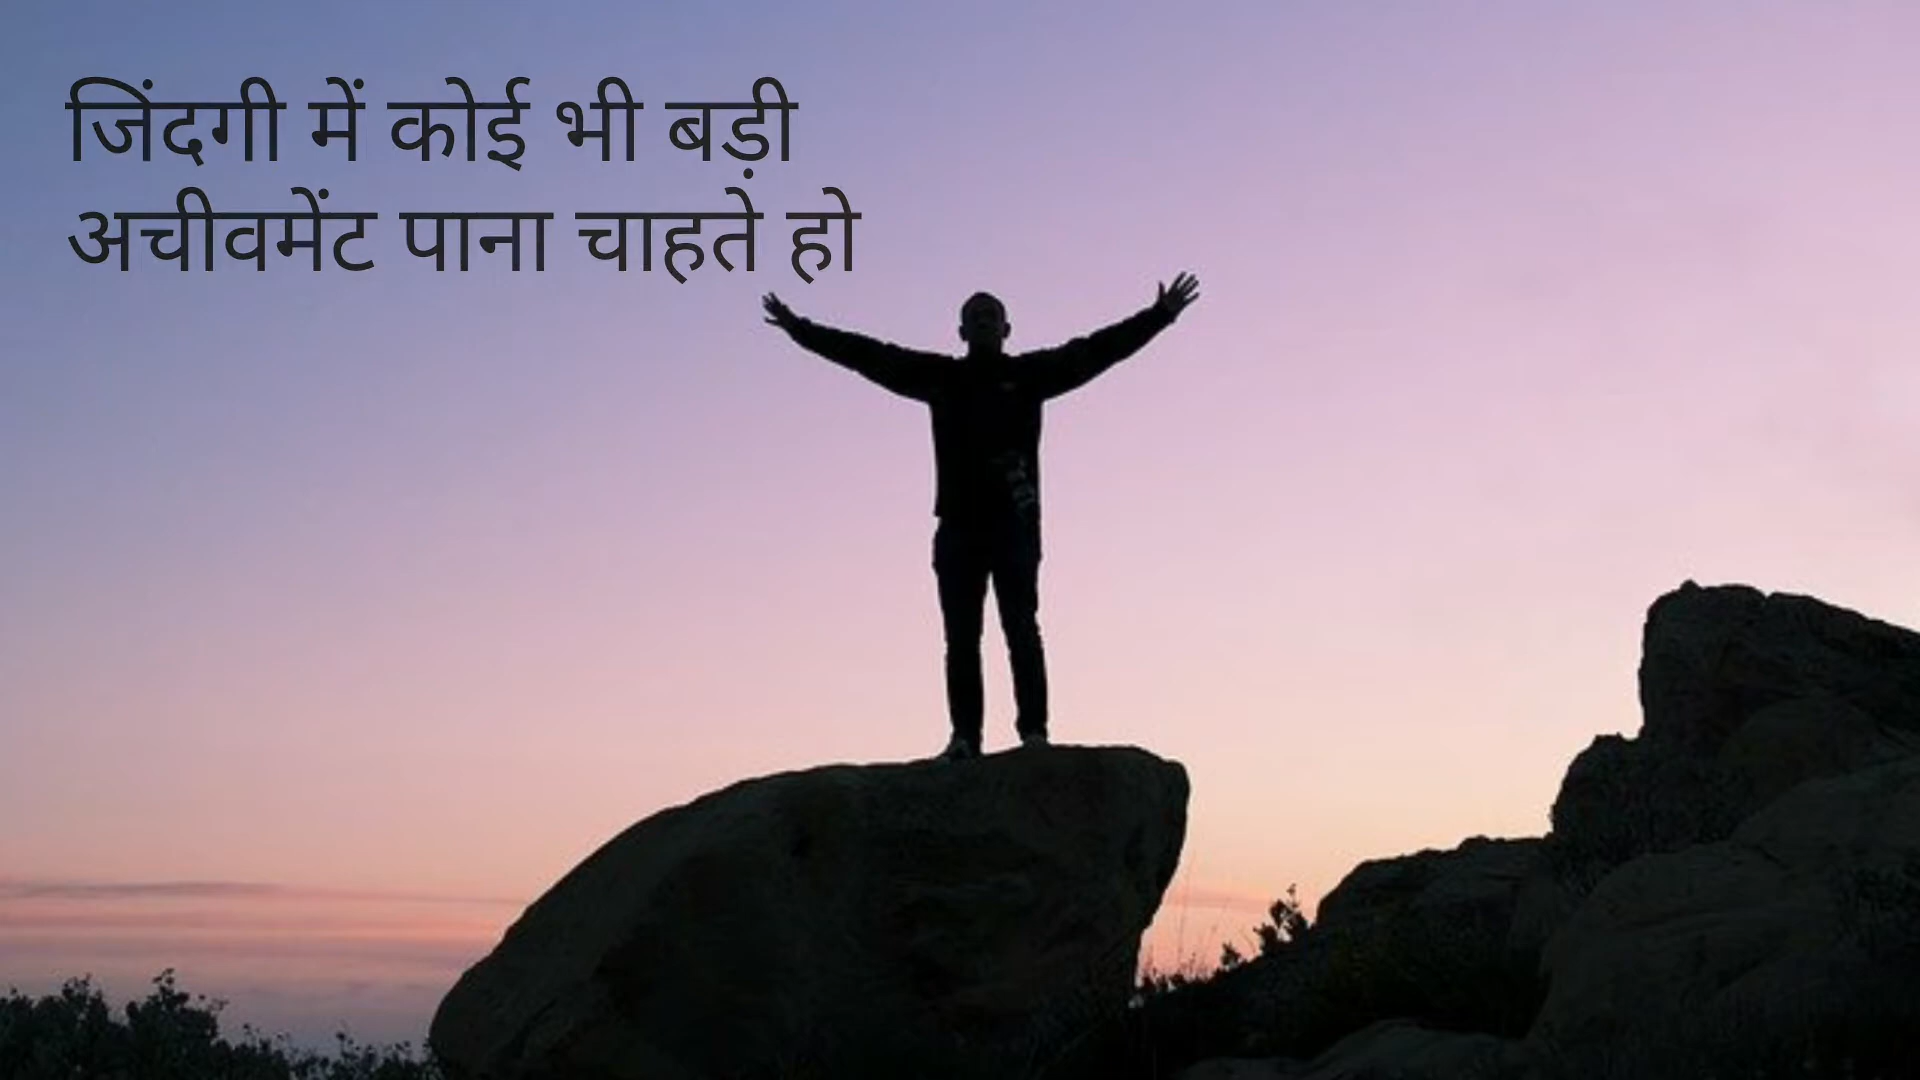 जिंदगी में कोई भी बड़ी
अचीवमेंट पाना चाहते हो